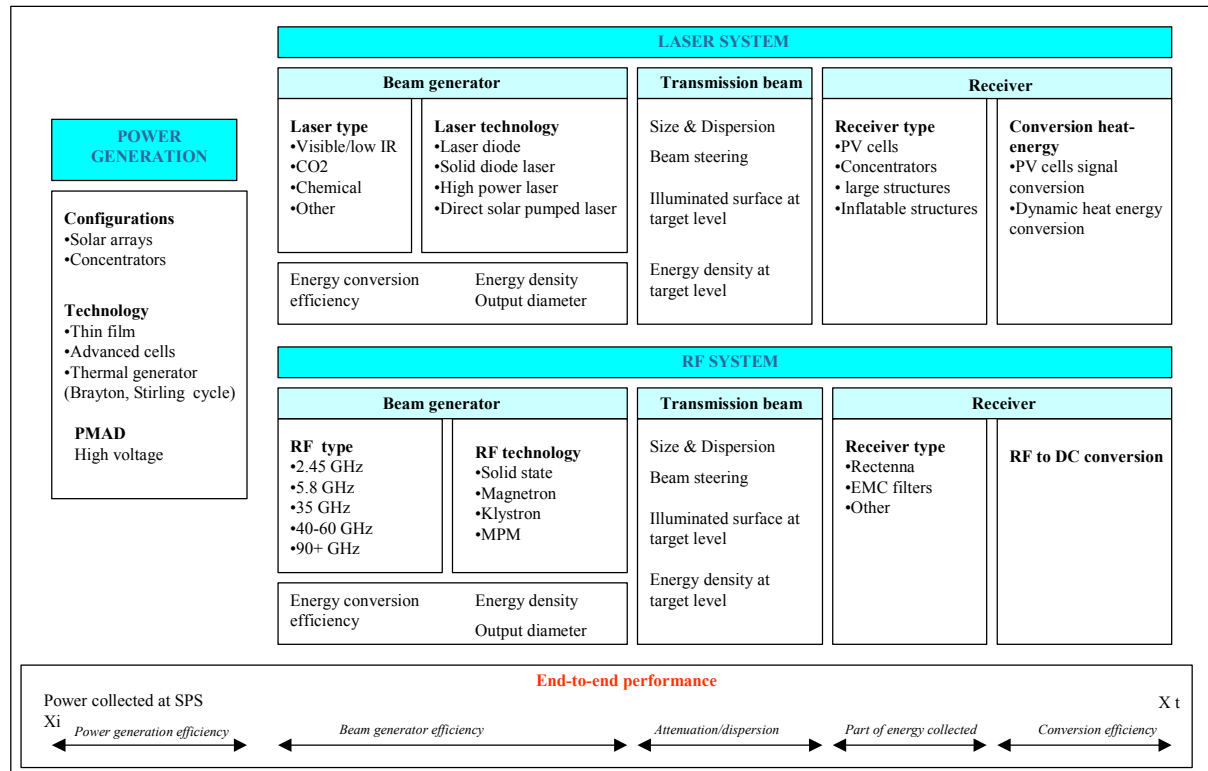 LASER SYSTEM
Beam generator
Transmission beam
Receiver
POWER
GENERATION
Laser type
•Visible/low IR
•CO2
•Chemical
•Other
Laser technology
•Laser diode
•Solid diode laser
•High power laser
•Direct solar pumped laser
Size & Dispersion
Beam steering
Illuminated surface at
target level
Energy density at
target level
Receiver type
•PV cells
•Concentrators
• large structures
•Inflatable structures
Conversion heat-
energy
•PV cells signal
conversion
•Dynamic heat energy
conversion
Configurations
•Solar arrays
•Concentrators
Technology
•Thin film
•Advanced cells
•Thermal generator
(Brayton, Stirling cycle)
PMAD
High voltage
Energy conversion
efficiency
Energy density
Output diameter
RF SYSTEM
Beam generator
Transmission beam
Receiver
RF type
•2.45 GHz
•5.8 GHz
•35 GHz
•40-60 GHz
•90+ GHz
RF technology
•Solid state
•Magnetron
•Klystron
•MPM
Size & Dispersion
Beam steering
Illuminated surface at
target level
Energy density at
target level
Receiver type
•Rectenna
•EMC filters
•Other
RF to DC conversion
Energy conversion
efficiency
Energy density
Output diameter
End-to-end performance
Power collected at SPS
Xi
X t
Power generation efficiency
Beam generator efficiency
Attenuation/dispersion
Part of energy collected
Conversion efficiency